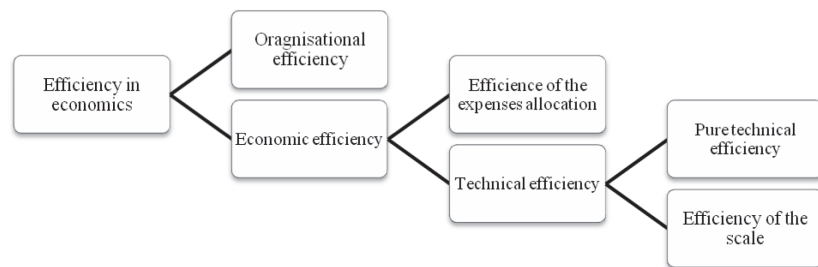 Efficiency in
economics
Oragnisational
efficiency
Economic efficiency
Efficience of the
expenses allocation
Technical efficiency
Pure technical
efficiency
Efficiency of the
scale